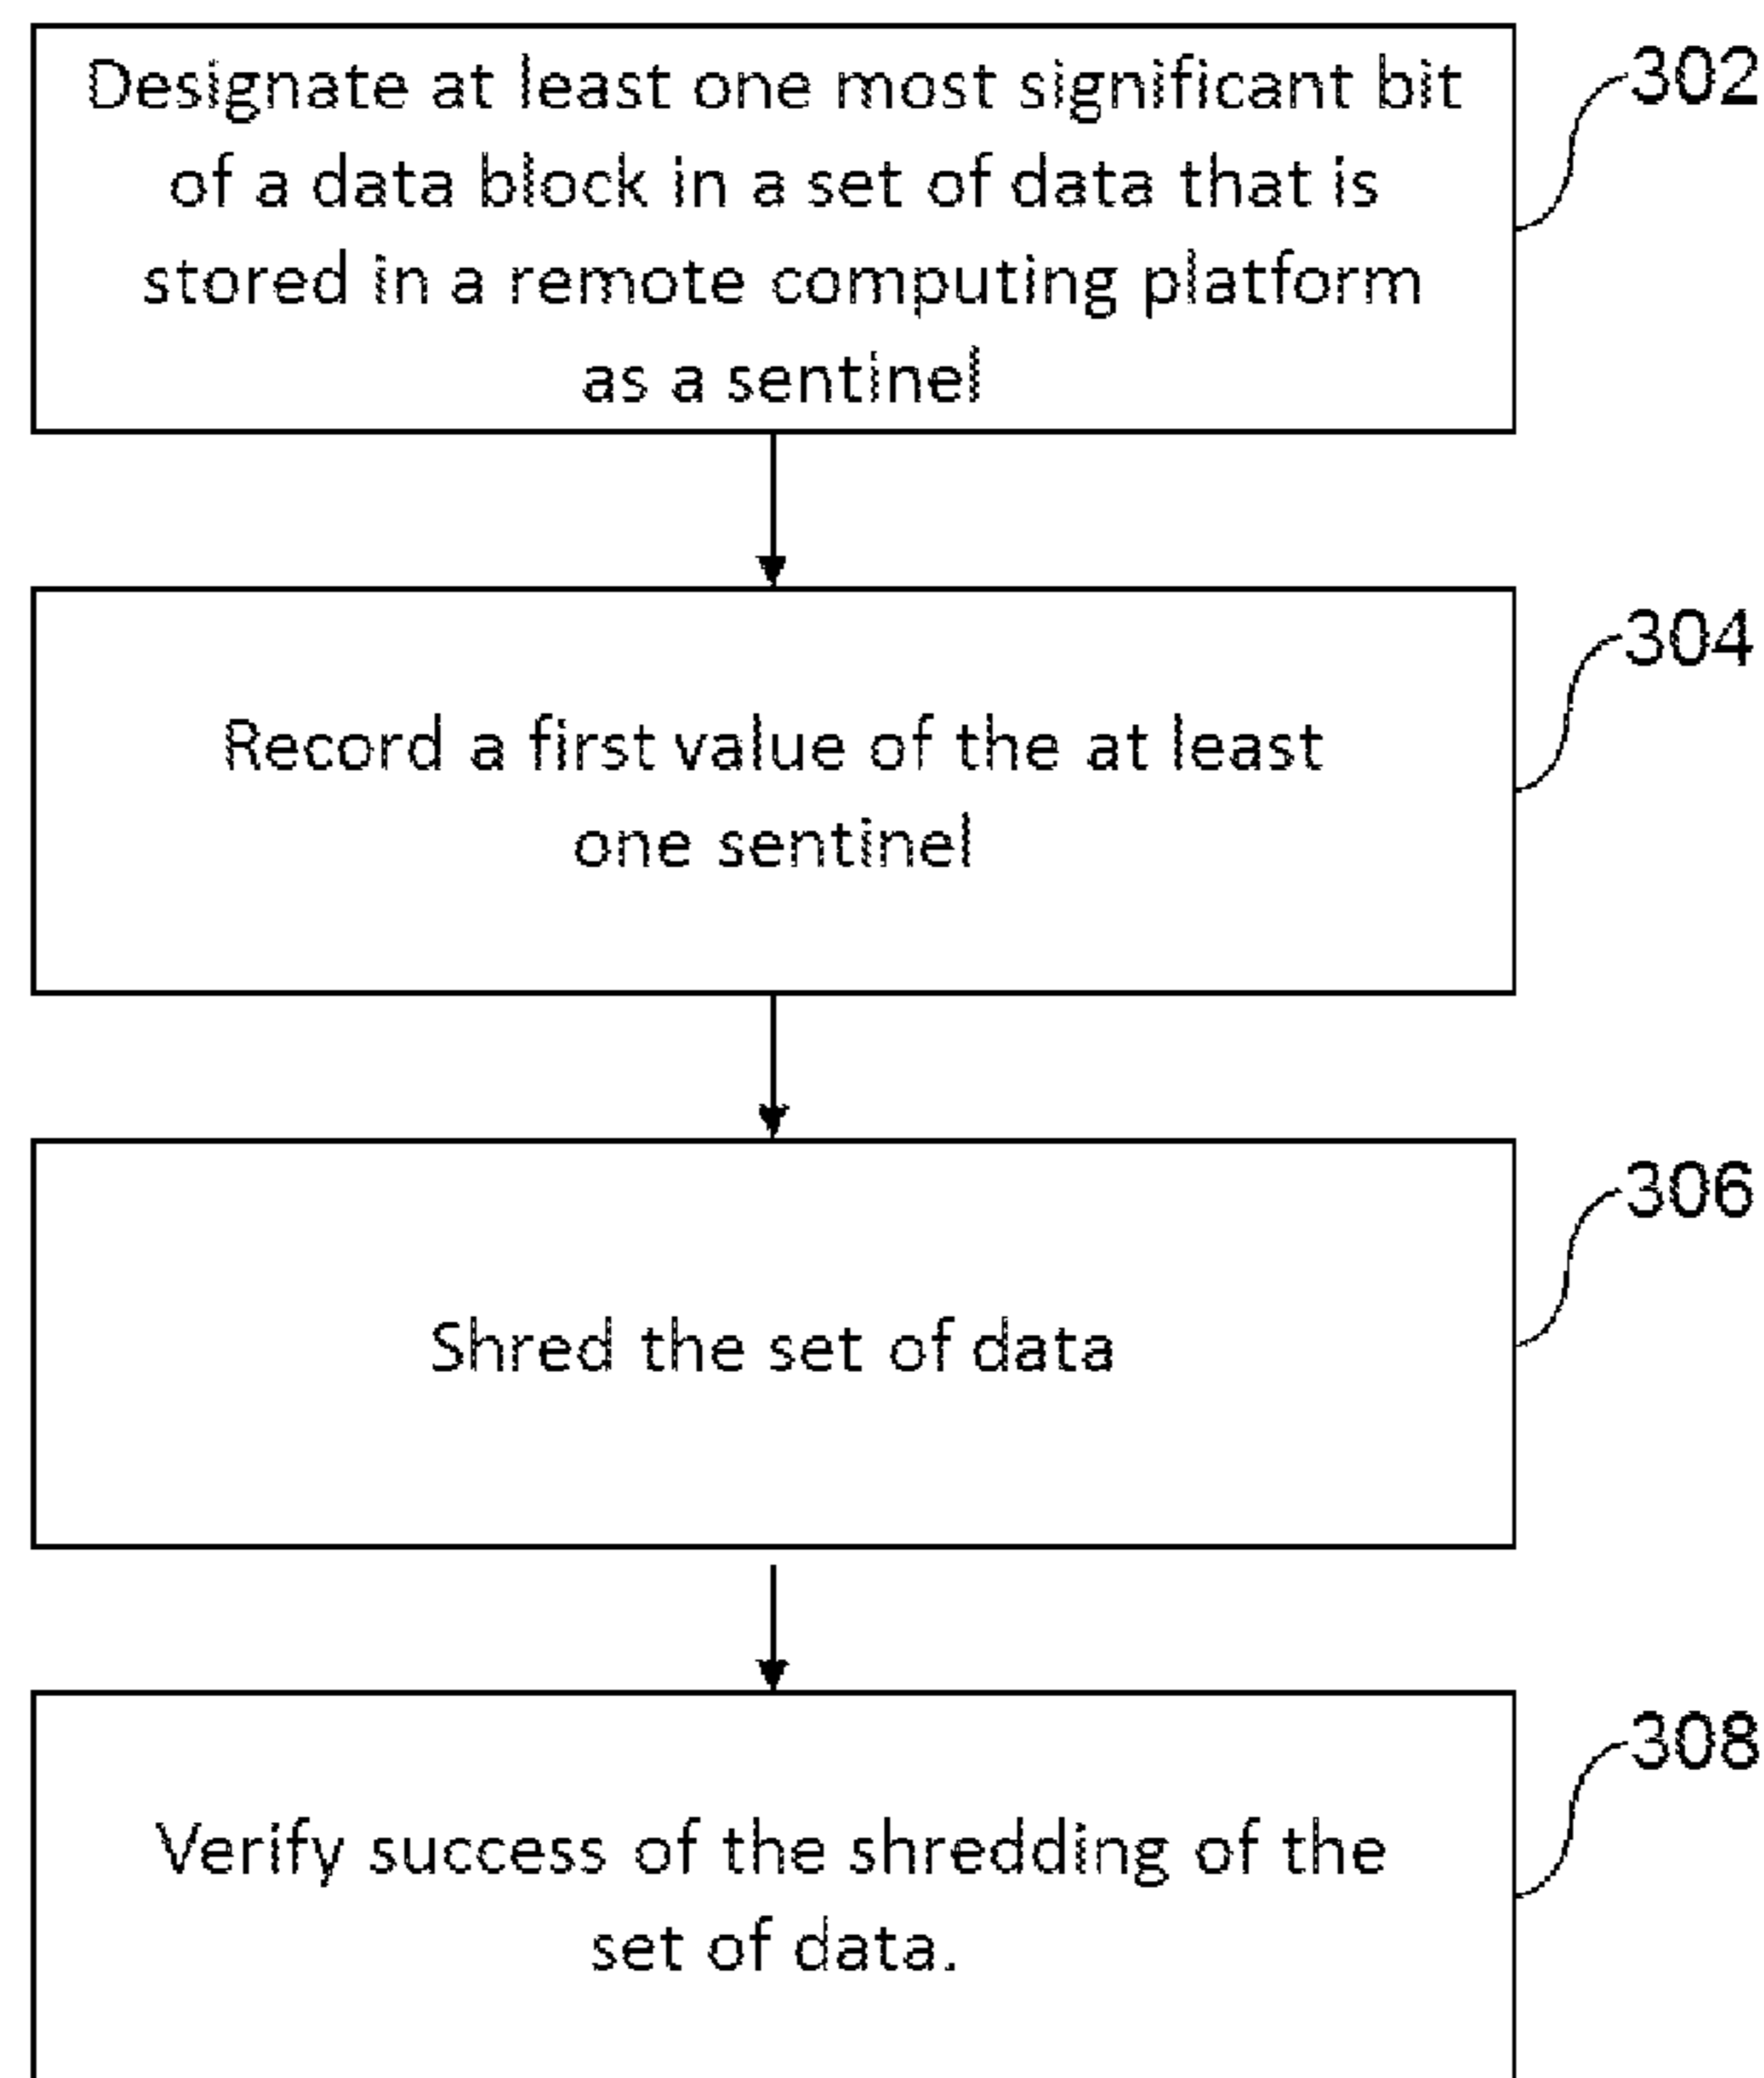 Designate at least one most significant bit
302
of a data block in a set of data that is
stored in a remote computing platform
as a sentinel
304
Record a first value of the at least
one sentinel
306
Shred the set of data
308
Verify success of the shredding of the
set of data.